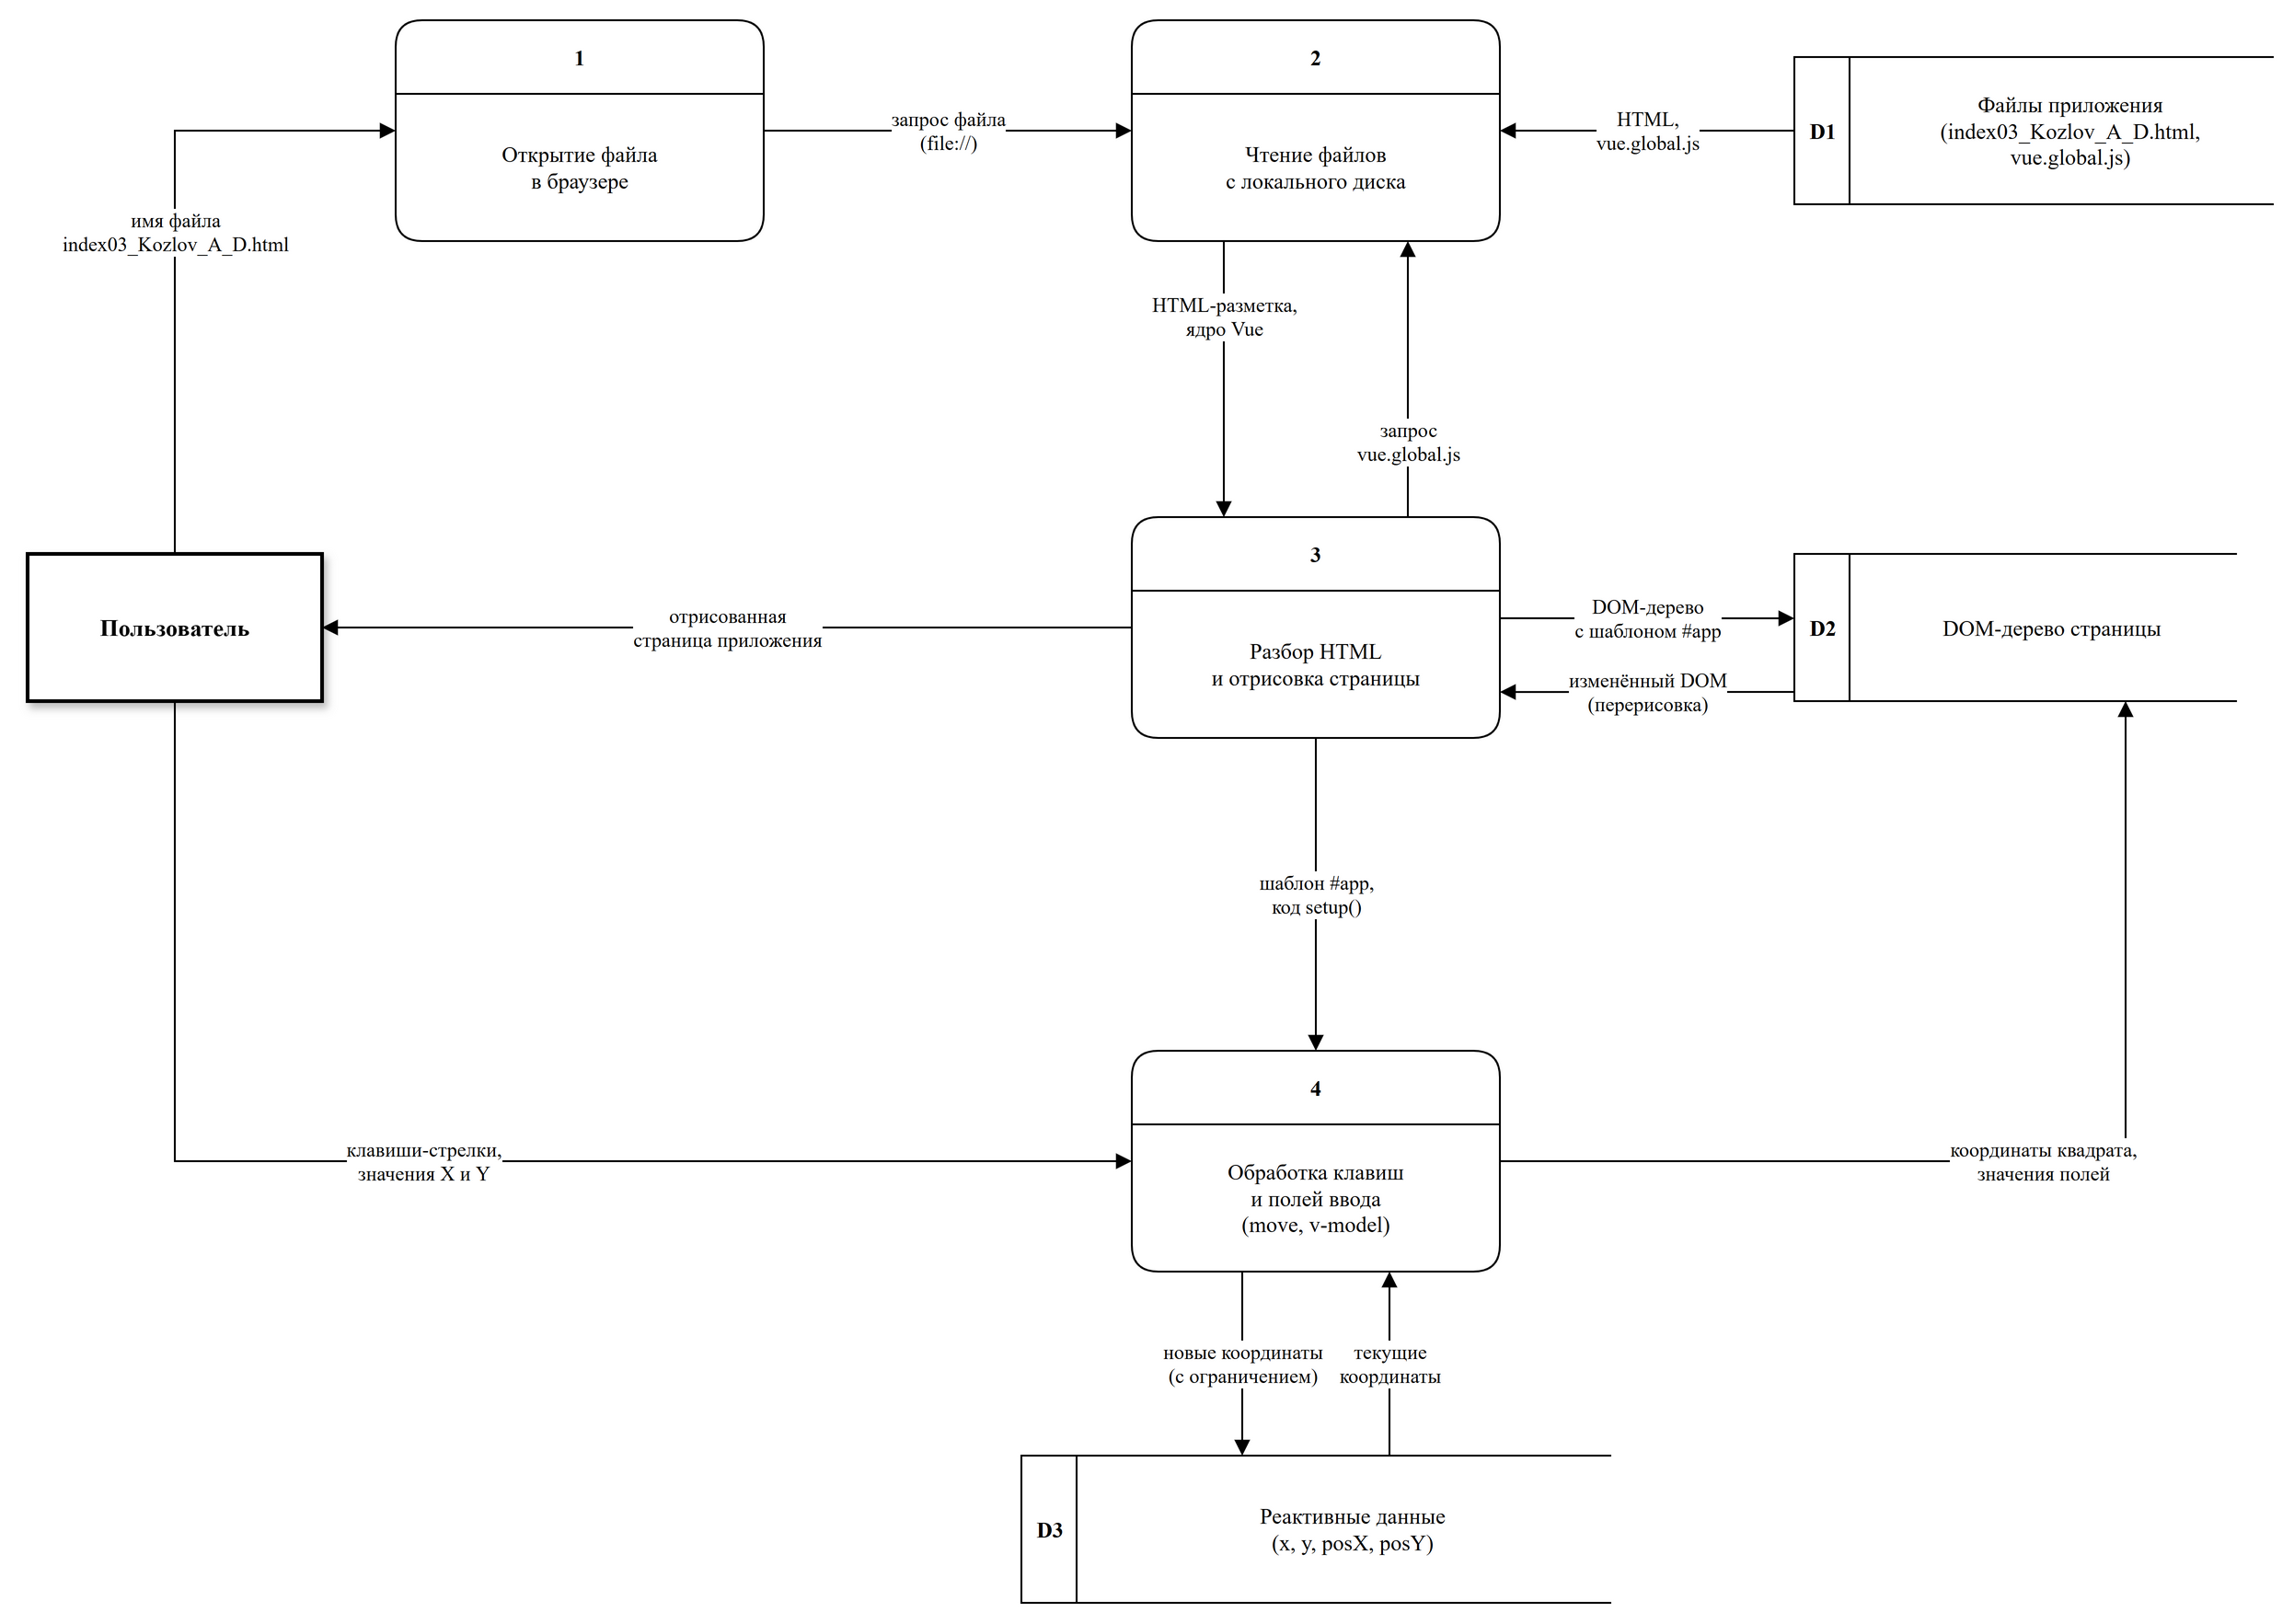 1
Открытие файла
в браузере
запрос файла
(file://)
2
Чтение файлов
с локального диска
HTML,
vue.global.js
D1
Файлы приложения
(index03_Kozlov_A_D.html,
vue.global.js)
имя файла
index03_Kozlov_A_D.html
HTML-разметка,
ядро Vue
запрос
vue.global.js
Пользователь
отрисованная
страница приложения
3
Разбор HTML
и отрисовка страницы
DOM-дерево
с шаблоном #app
изменённый DOM
(перерисовка)
D2
DOM-дерево страницы
шаблон #app,
код setup()
клавиши-стрелки,
значения X и Y
4
Обработка клавиш
и полей ввода
(move, v-model)
координаты квадрата,
значения полей
новые координаты
(с ограничением)
текущие
координаты
D3
Реактивные данные
(x, y, posX, posY)